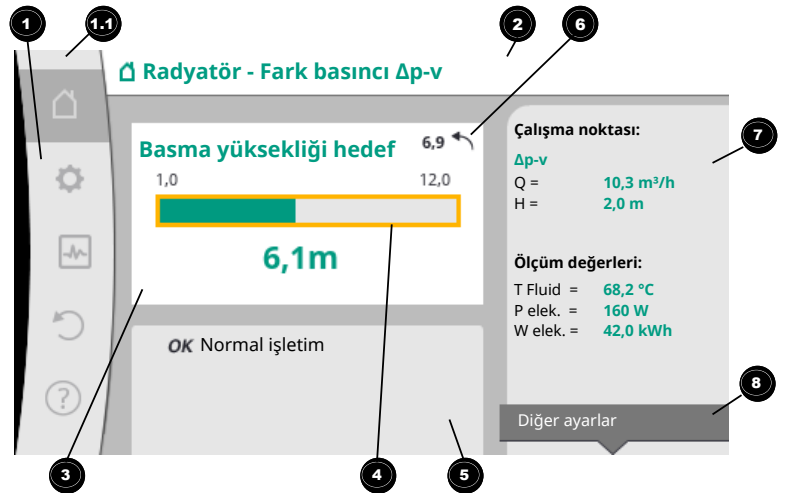 1
1.1
2
6
Radyatör - Fark basıncı Δp-v
Basma yüksekliği hedef
6,9
1,0
12,0
6,1m
OK Normal işletim
Çalışma noktası:
Δp-v
Q = 10,3 m³/h
H = 2,0 m
Ölçüm değerleri:
T Fluid = 68,2 °C
P elek. = 160 W
W elek. = 42,0 kWh
7
Diğer ayarlar
8
?
3
4
5